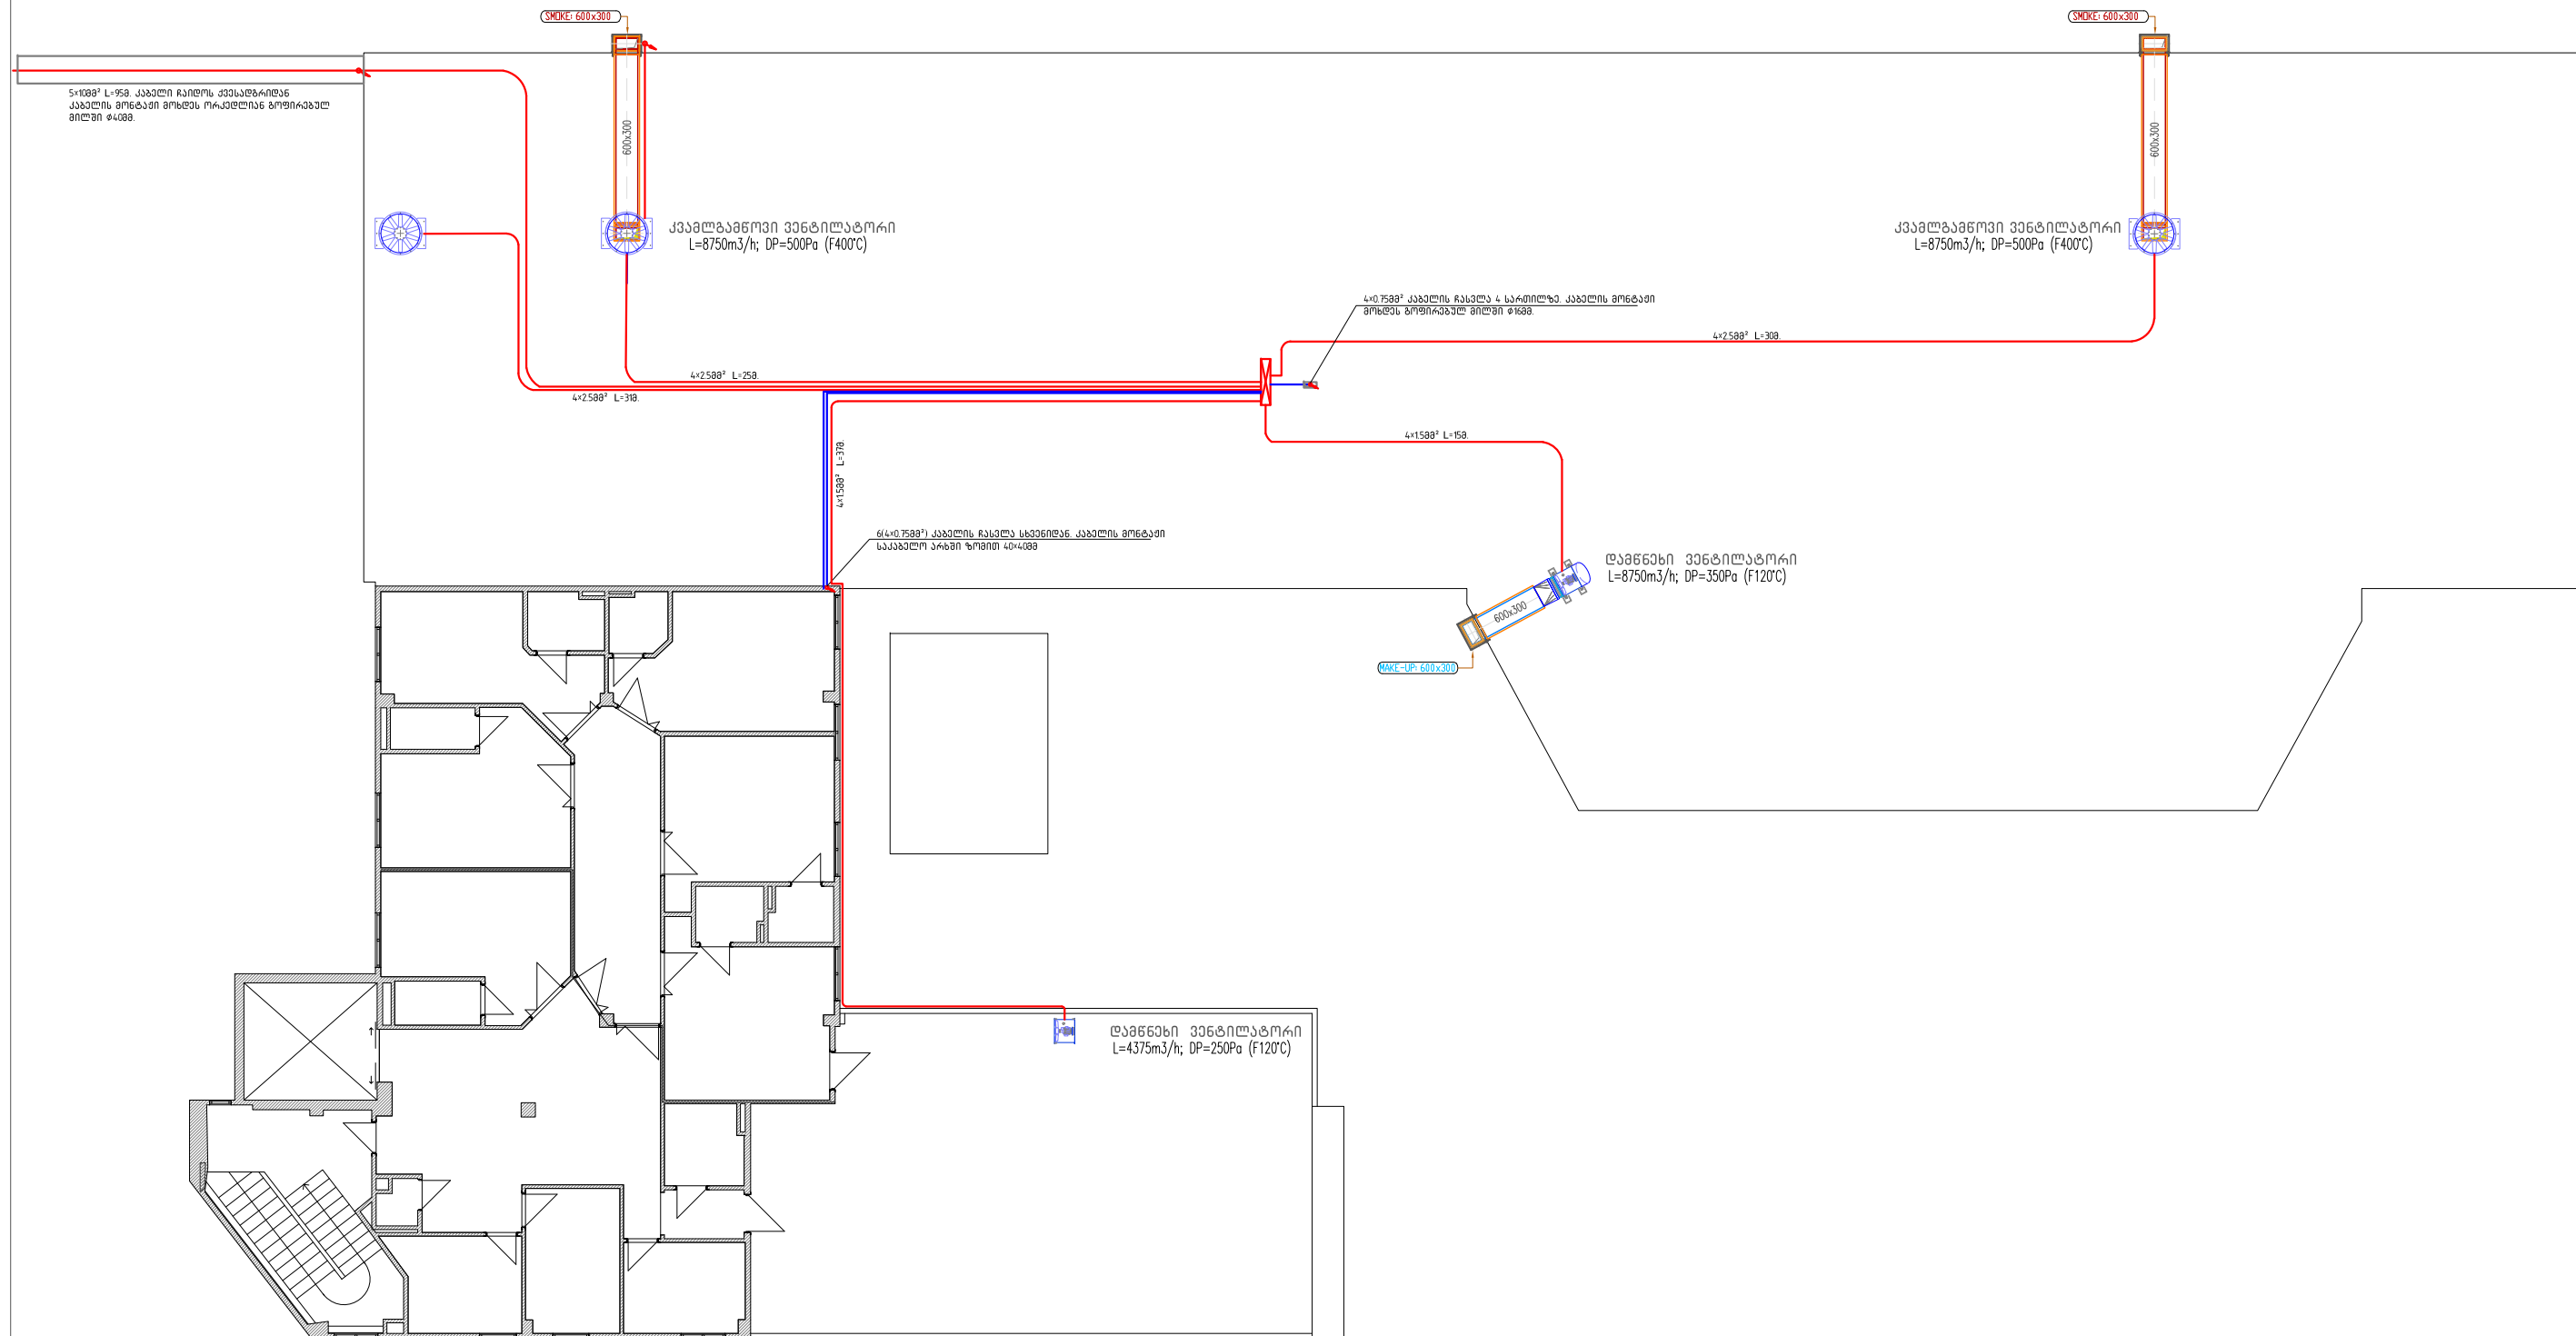 SMOKE: 600x300
SMOKE: 600x300
5×10მმ² L=95მ. კაბელი ჩაიდოს ქვესადგრიდან
კაბელის მონტაჟი მოხდეს ორკედლიან გოფირებულ
მილში Φ40მმ.
600x300
600x300
კვამლგამწოვი ვენტილატორი
L=8750m3/h; DP=500Pa (F400°C)
კვამლგამწოვი ვენტილატორი
L=8750m3/h; DP=500Pa (F400°C)
4×0.75მმ² კაბელის ჩასვლა 4 სართილზე. კაბელის მონტაჟი
მოხდეს გოფირებულ მილში Φ16მმ.
4×2.5მმ² L=30მ.
4×2.5მმ² L=25მ.
4×2.5მმ² L=31მ.
4×1.5მმ² L=15მ.
4×1.5მმ² L=37მ.
6(4×0.75მმ²) კაბელის ჩასვლა სხვენიდან. კაბელის მონტაჟი
საკაბელო არხში ზომით 40×40მმ
დამწნეხი ვენტილატორი
L=8750m3/h; DP=350Pa (F120°C)
600x300
MAKE-UP: 600x300
დამწნეხი ვენტილატორი
L=4375m3/h; DP=250Pa (F120°C)